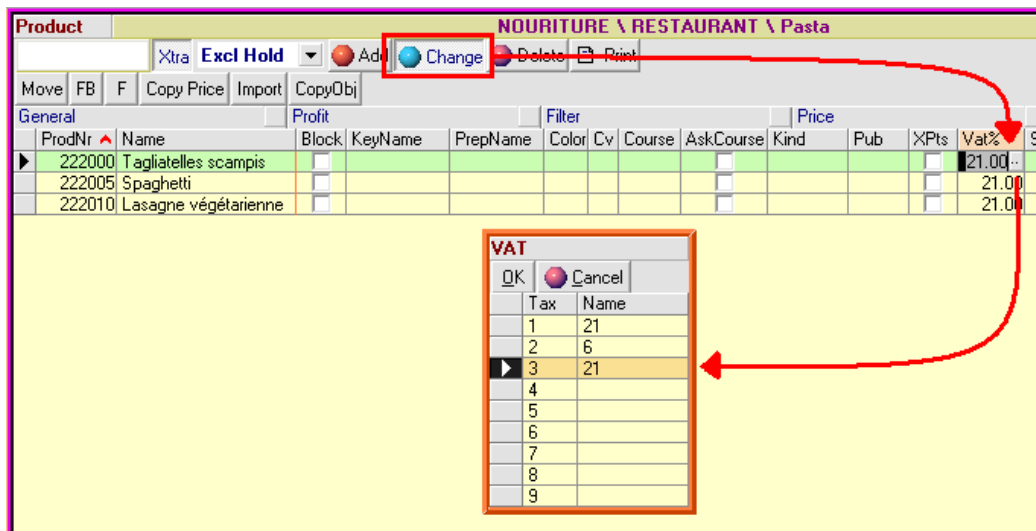 Product NOURITURE \ RESTAURANT \ Pasta
Xtra Excl Hold Add Change Delete Print
Move FB F Copy Price Import CopyObj
General Profit Filter Price
ProdNr Name Block KeyName PrepName Color Cv Course AskCourse Kind Pub XPts Vat% S
222000 Tagliatelles scampis 21.00 ..
222005 Spaghetti 21.00
222010 Lasagne végétarienne 21.00
VAT
OK Cancel
Tax Name
1 21
2 6
3 21
4
5
6
7
8
9